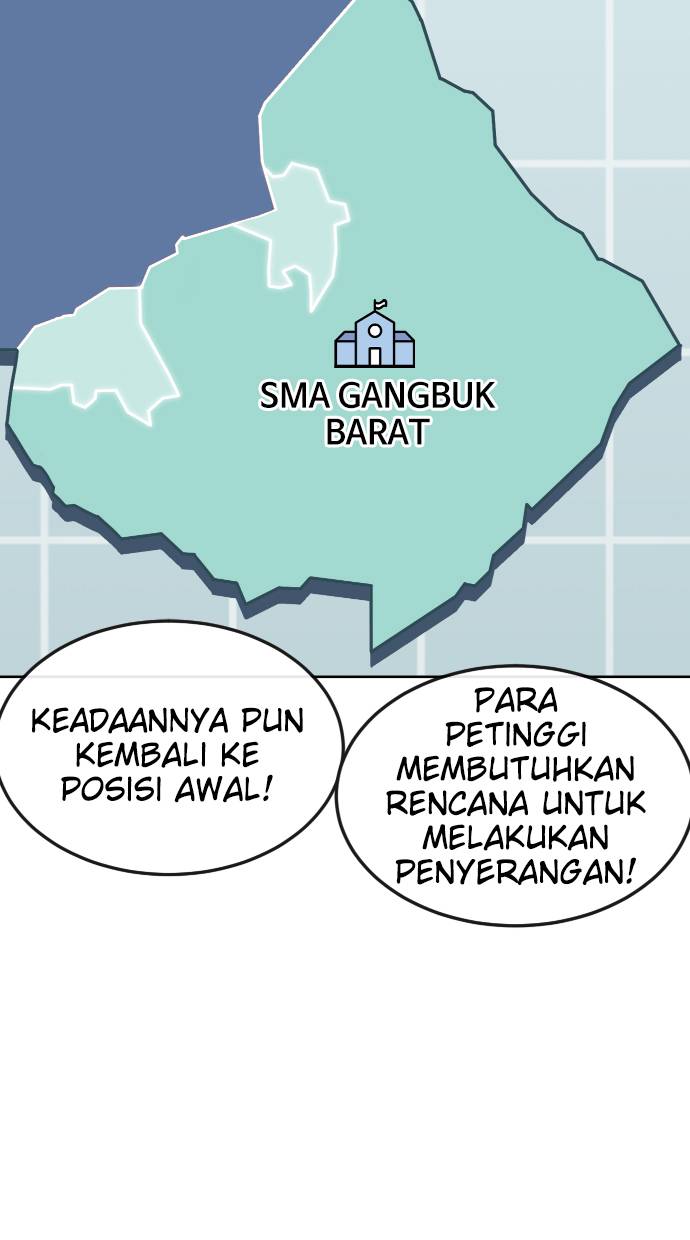 SMA GANGBUK
BARAT
KEADAANNYA PUN
KEMBALI KE
POSISI AWAL!
PARA
PETINGGI
MEMBUTUHKAN
RENCANA UNTUK
MELAKUKAN
PENYERANGAN!